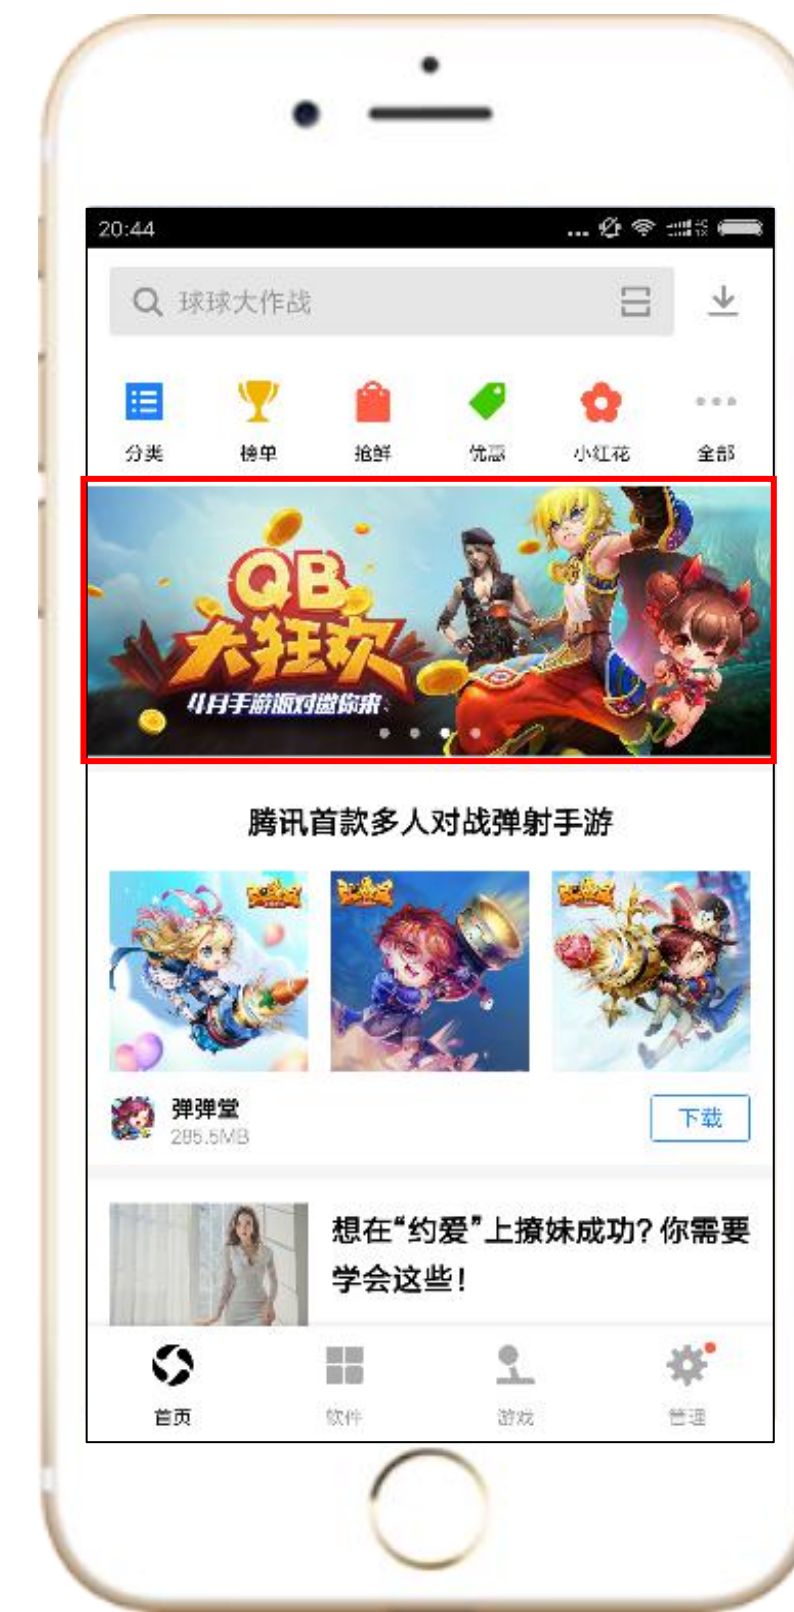 20:44
球球大作战
分类 榜单 抢鲜 优惠 小红花 全部
QB
大狂欢
4月手游派对邀你来
腾讯首款多人对战弹射手游
弹弹堂
285.5MB
下载
想在“约爱”上撩妹成功？你需要
学会这些！
首页 软件 游戏 管理